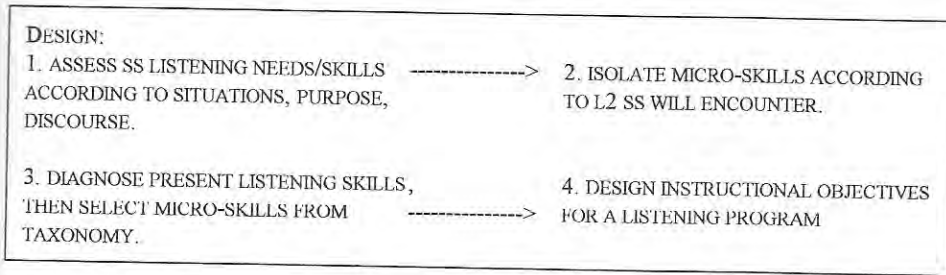 DESIGN:
1. ASSESS SS LISTENING NEEDS/SKILLS
ACCORDING TO SITUATIONS, PURPOSE,
DISCOURSE.
--------------->
2. ISOLATE MICRO-SKILLS ACCORDING
TO L2 SS WILL ENCOUNTER.
3. DIAGNOSE PRESENT LISTENING SKILLS,
THEN SELECT MICRO-SKILLS FROM
TAXONOMY.
--------------->
4. DESIGN INSTRUCTIONAL OBJECTIVES
FOR A LISTENING PROGRAM